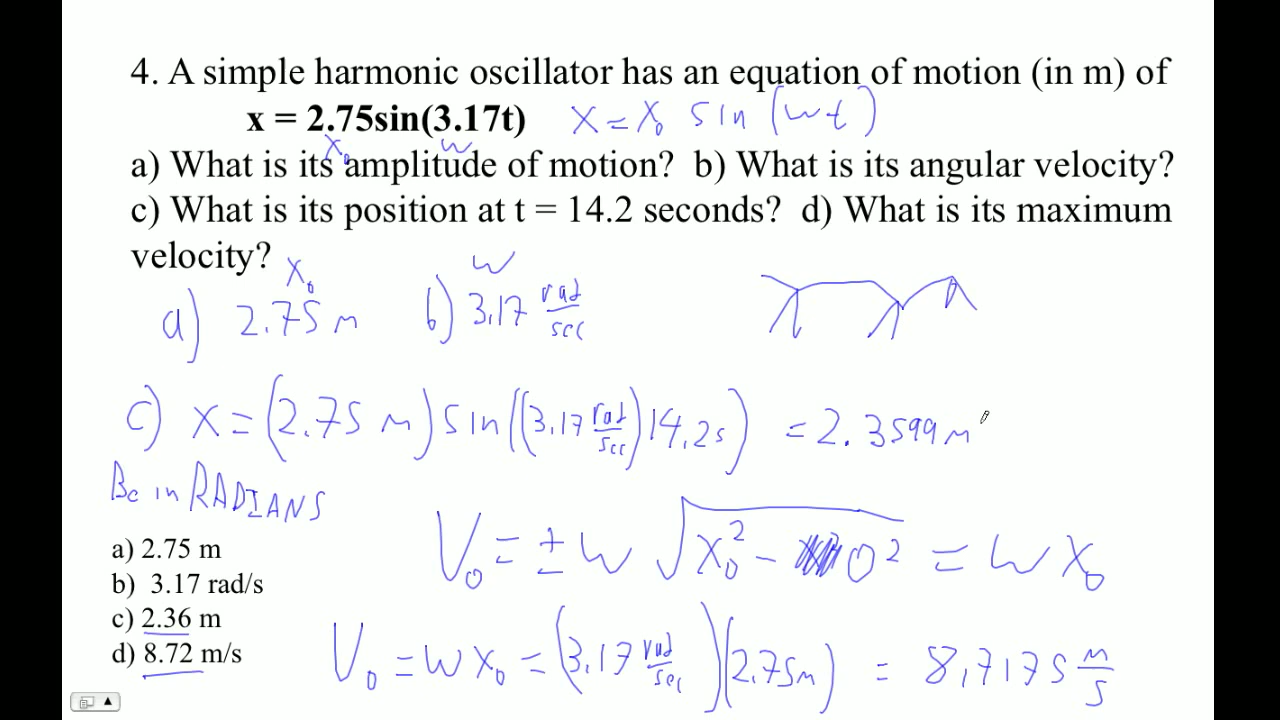 4. A simple harmonic oscillator has an equation of motion (in m) of
x = 2.75sin(3.17t) x = x₀ sin (wt)
x₀ w
a) What is its amplitude of motion? b) What is its angular velocity?
c) What is its position at t = 14.2 seconds? d) What is its maximum
velocity?
x₀ w
a) 2.75 m b) 3.17 rad/sec
c) x = (2.75 m) sin((3.17 rad/sec)14.2s) = 2.3599 m
Be in RADIANS
V₀ = ± w √(x₀² - 0²) = w x₀
a) 2.75 m
b) 3.17 rad/s
c) 2.36 m
d) 8.72 m/s
V₀ = w x₀ = (3.17 rad/sec)(2.75m) = 8.7175 m/s